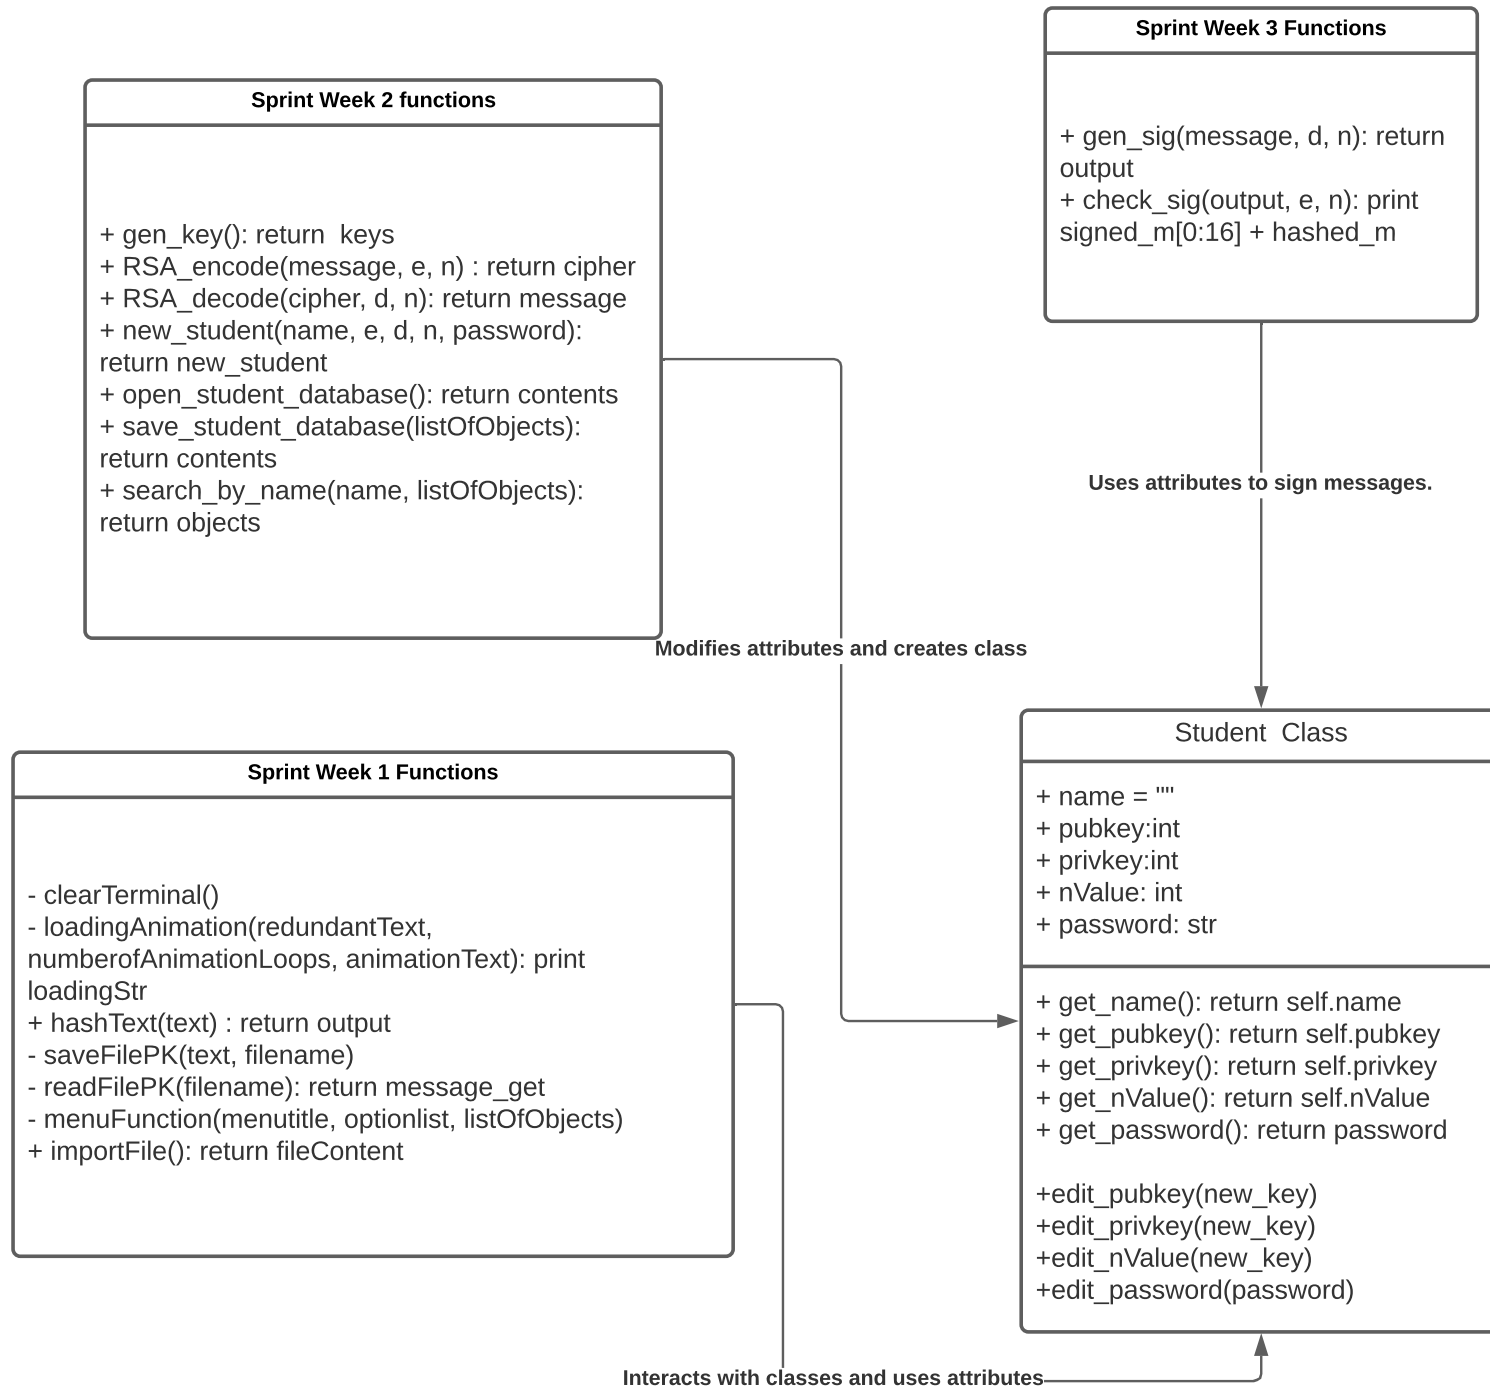 Sprint Week 3 Functions
+ gen_sig(message, d, n): return
output
+ check_sig(output, e, n): print
signed_m[0:16] + hashed_m
Sprint Week 2 functions
+ gen_key(): return  keys
+ RSA_encode(message, e, n) : return cipher
+ RSA_decode(cipher, d, n): return message
+ new_student(name, e, d, n, password):
return new_student
+ open_student_database(): return contents
+ save_student_database(listOfObjects):
return contents
+ search_by_name(name, listOfObjects):
return objects
Uses attributes to sign messages.
Modifies attributes and creates class
Sprint Week 1 Functions
- clearTerminal()
- loadingAnimation(redundantText,
numberofAnimationLoops, animationText): print
loadingStr
+ hashText(text) : return output
- saveFilePK(text, filename)
- readFilePK(filename): return message_get
- menuFunction(menutitle, optionlist, listOfObjects)
+ importFile(): return fileContent
Student  Class
+ name = ""
+ pubkey:int
+ privkey:int
+ nValue: int
+ password: str
+ get_name(): return self.name
+ get_pubkey(): return self.pubkey
+ get_privkey(): return self.privkey
+ get_nValue(): return self.nValue
+ get_password(): return password
+edit_pubkey(new_key)
+edit_privkey(new_key)
+edit_nValue(new_key)
+edit_password(password)
Interacts with classes and uses attributes